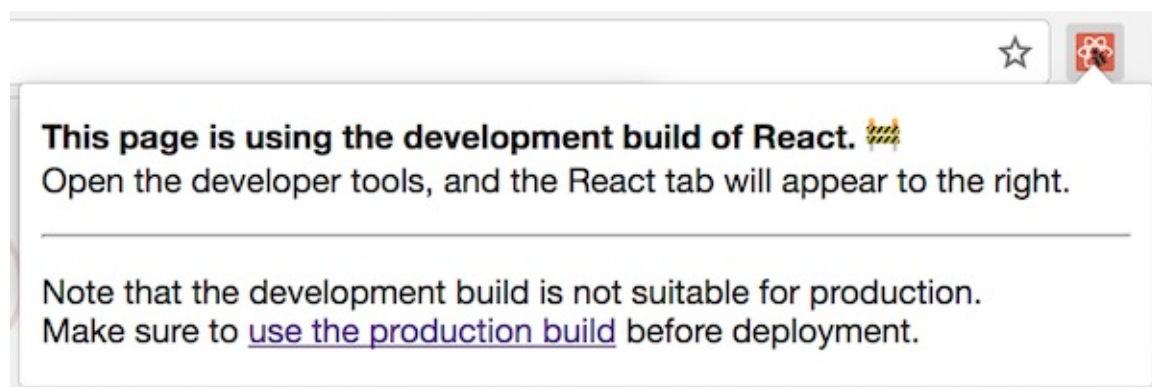 This page is using the development build of React. 🚧
Open the developer tools, and the React tab will appear to the right.
Note that the development build is not suitable for production.
Make sure to use the production build before deployment.